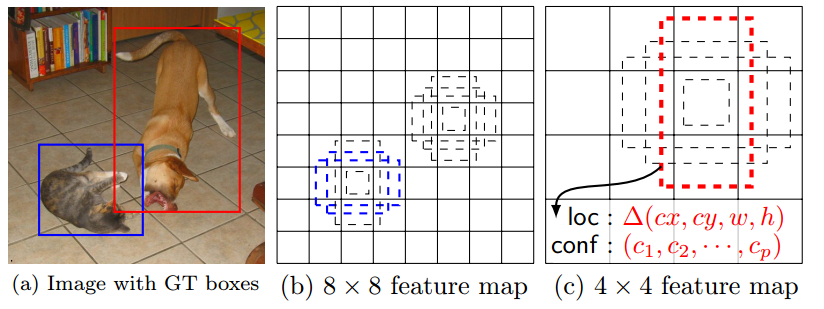 loc : Δ(cx, cy, w, h)
conf : (c₁, c₂, ⋯, cₚ)
(a) Image with GT boxes
(b) 8 × 8 feature map
(c) 4 × 4 feature map